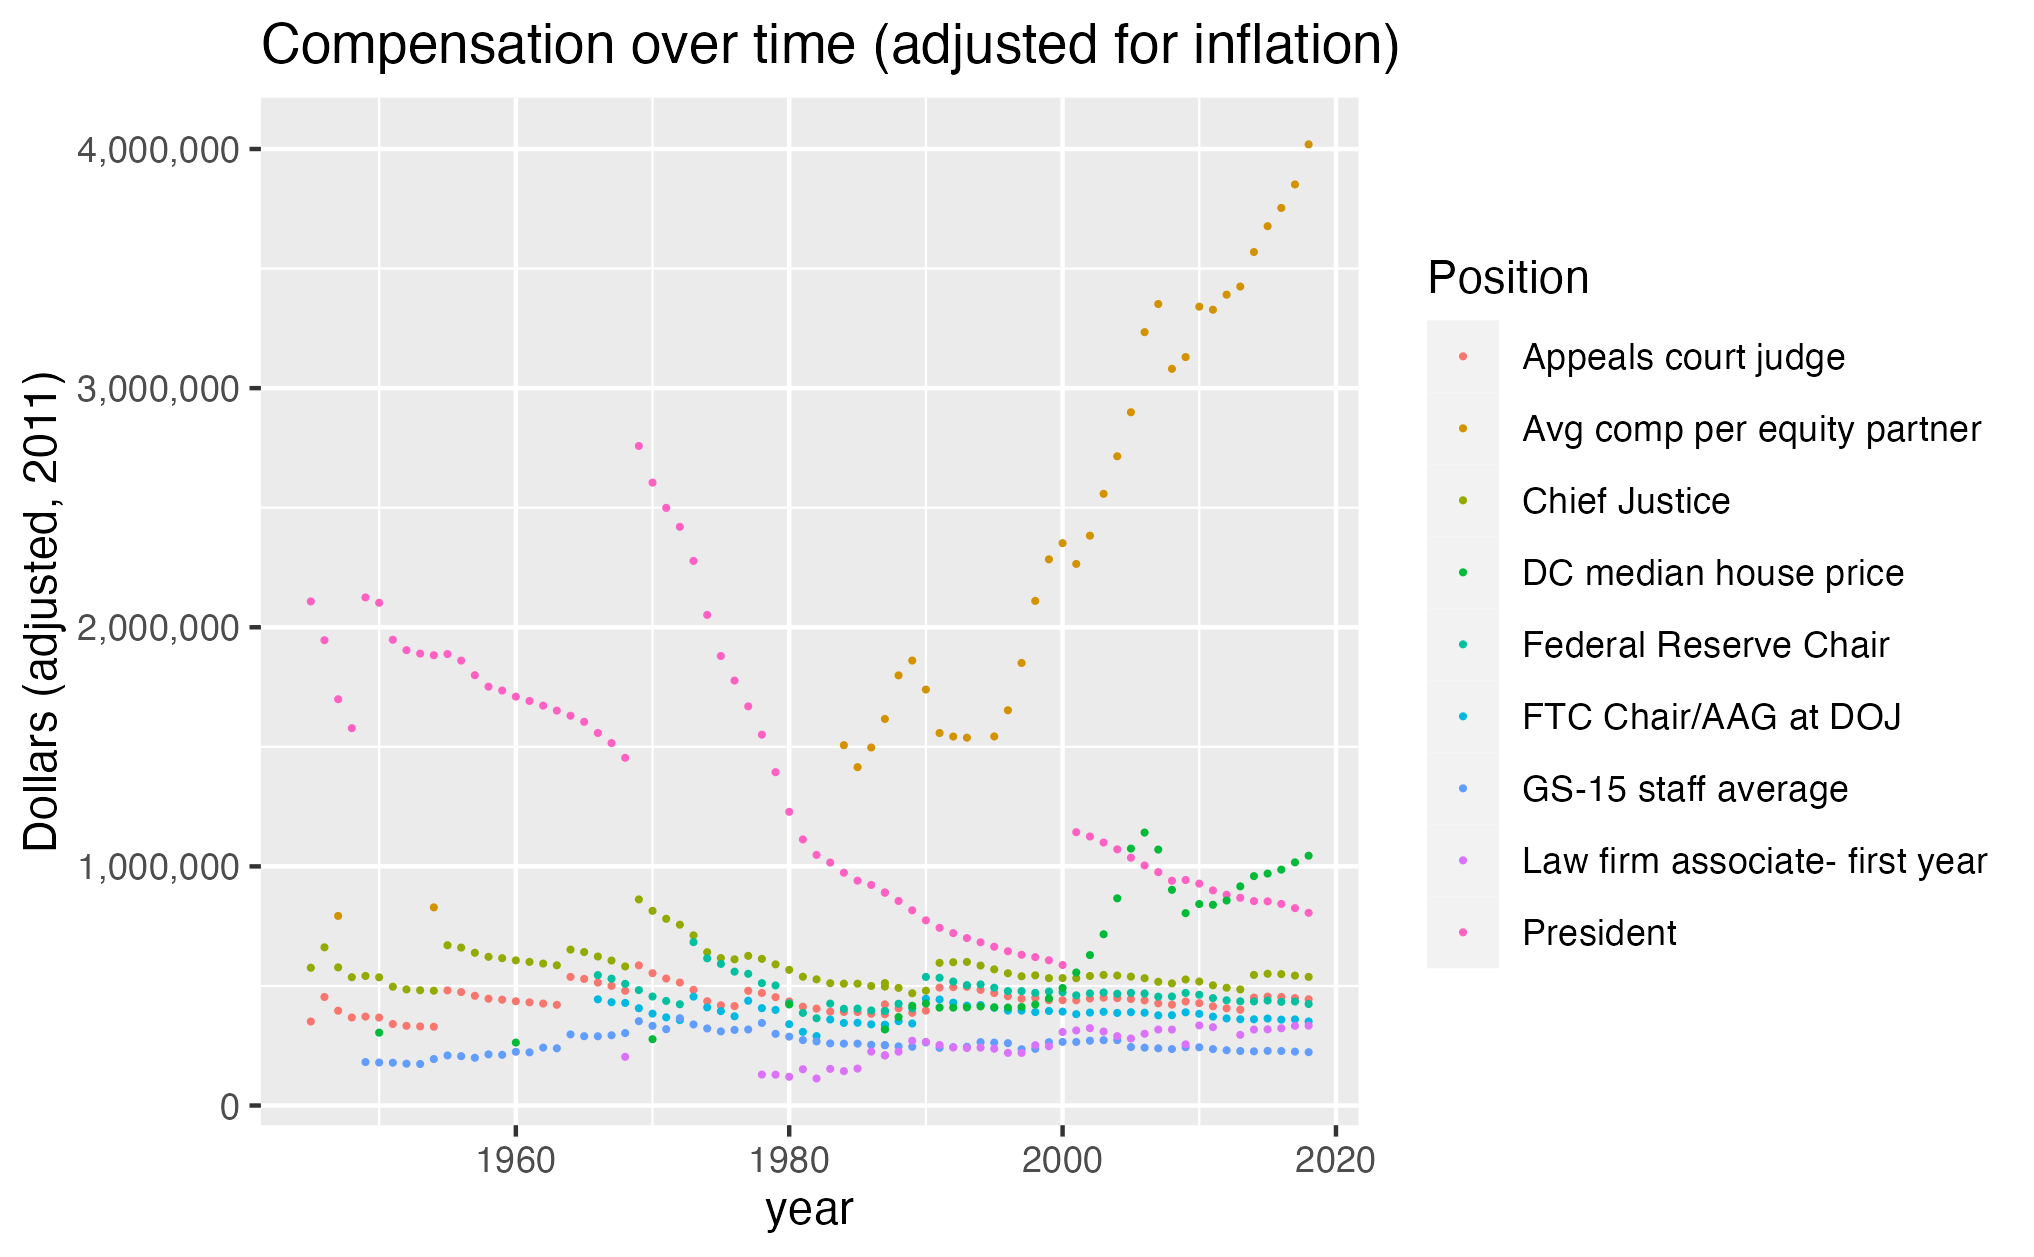 Compensation over time (adjusted for inflation)
Dollars (adjusted, 2011)
4,000,000
3,000,000
2,000,000
1,000,000
0
1960
1980
2000
2020
year
Position
Appeals court judge
Avg comp per equity partner
Chief Justice
DC median house price
Federal Reserve Chair
FTC Chair/AAG at DOJ
GS-15 staff average
Law firm associate- first year
President